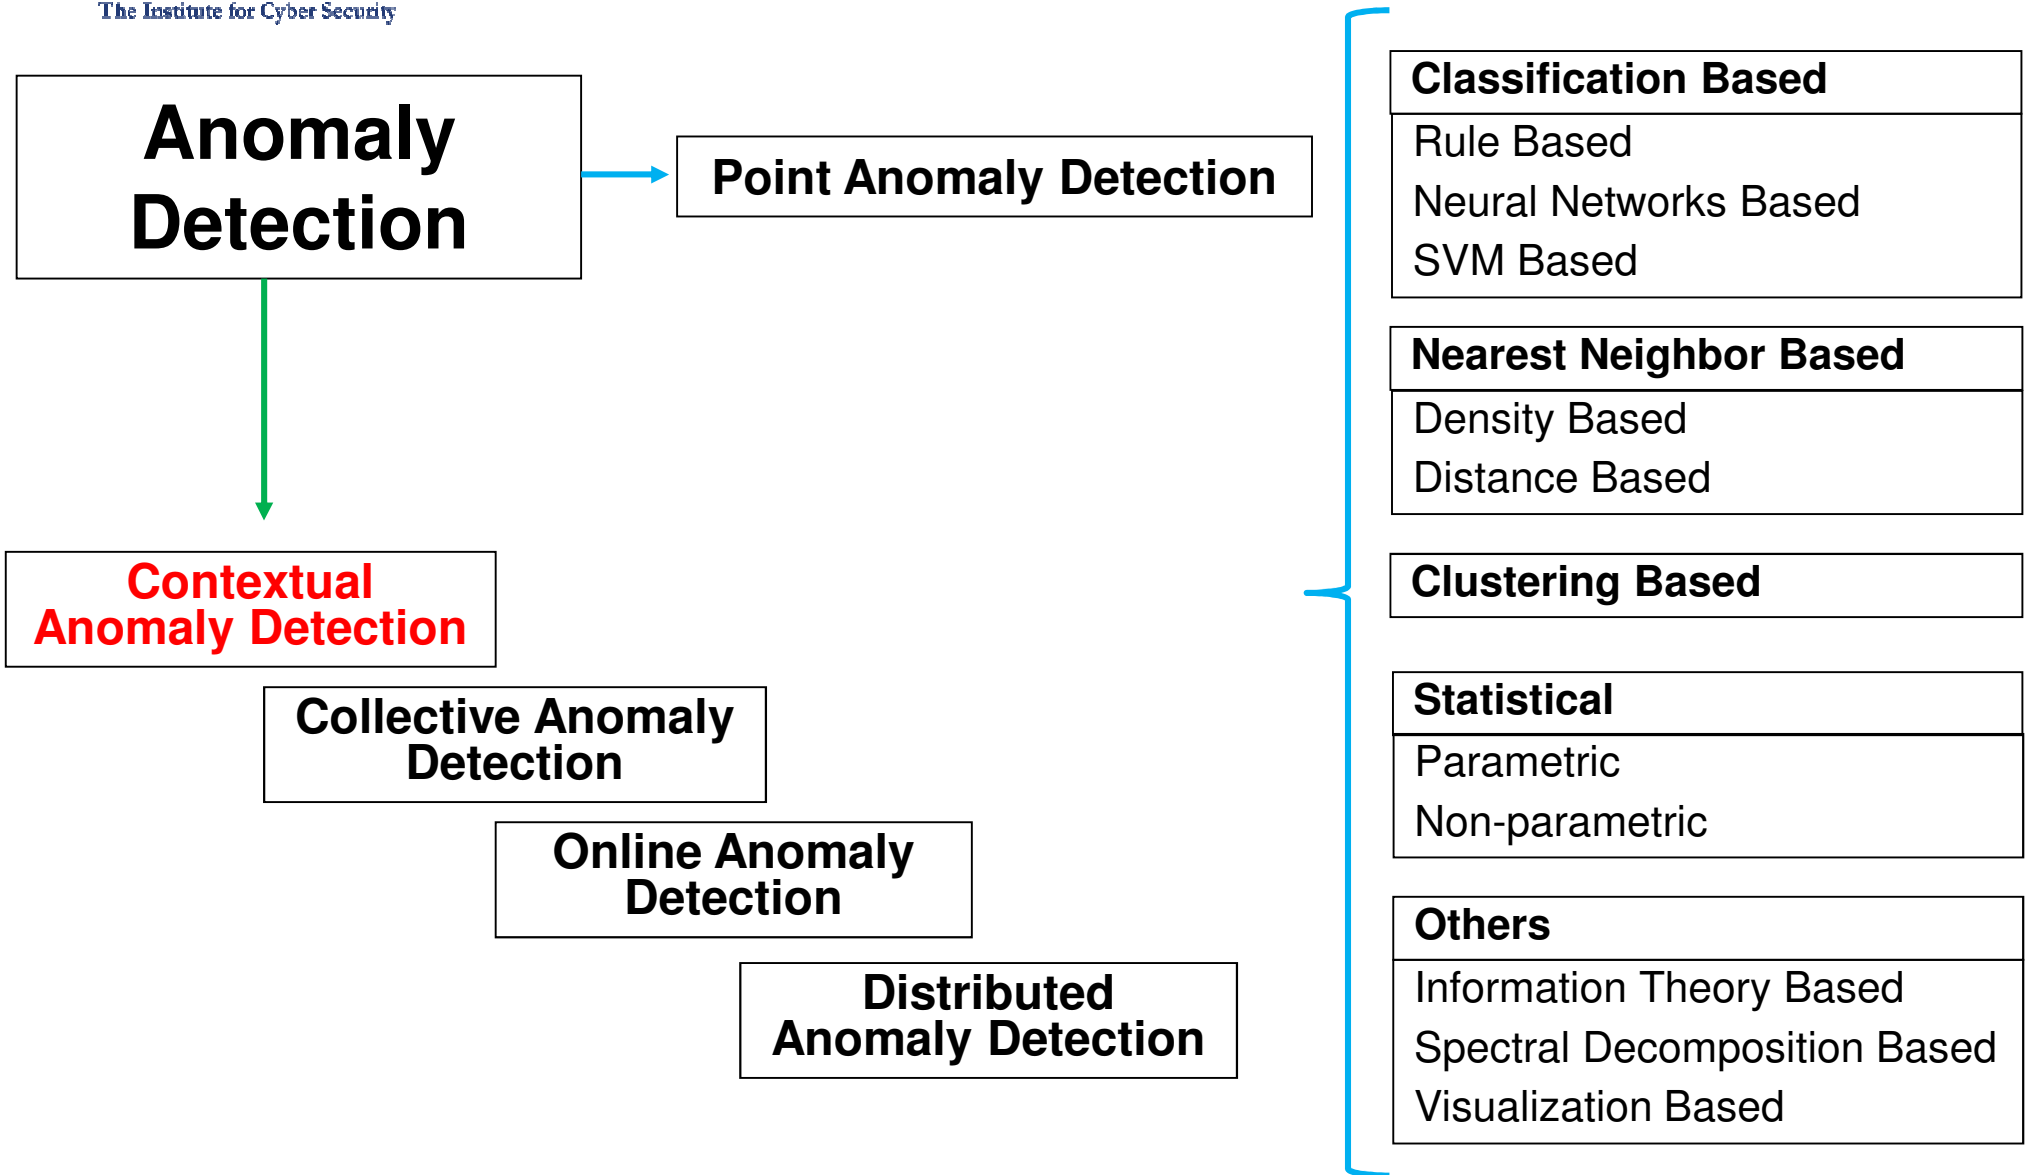 The Institute for Cyber Security
Anomaly
Detection
Point Anomaly Detection
Contextual
Anomaly Detection
Collective Anomaly
Detection
Online Anomaly
Detection
Distributed
Anomaly Detection
Classification Based
Rule Based
Neural Networks Based
SVM Based
Nearest Neighbor Based
Density Based
Distance Based
Clustering Based
Statistical
Parametric
Non-parametric
Others
Information Theory Based
Spectral Decomposition Based
Visualization Based